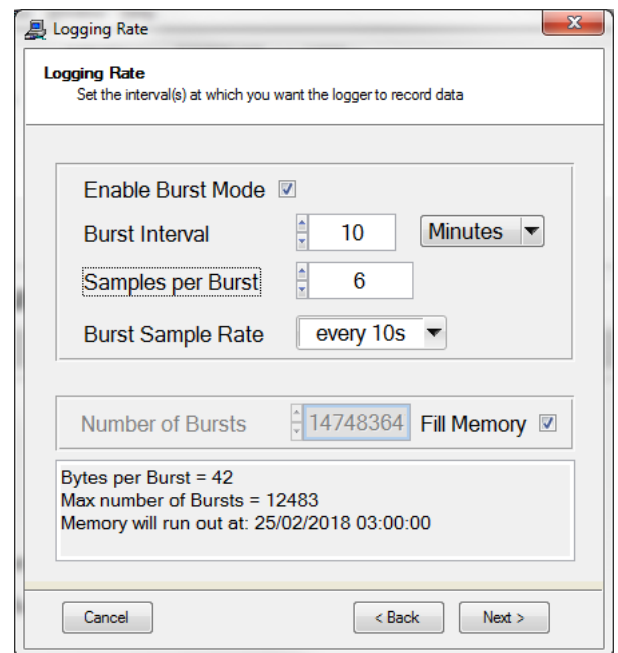 Logging Rate
Logging Rate
Set the interval(s) at which you want the logger to record data
Enable Burst Mode
Burst Interval 10 Minutes
Samples per Burst 6
Burst Sample Rate every 10s
Number of Bursts 14748364 Fill Memory
Bytes per Burst = 42
Max number of Bursts = 12483
Memory will run out at: 25/02/2018 03:00:00
Cancel < Back Next >